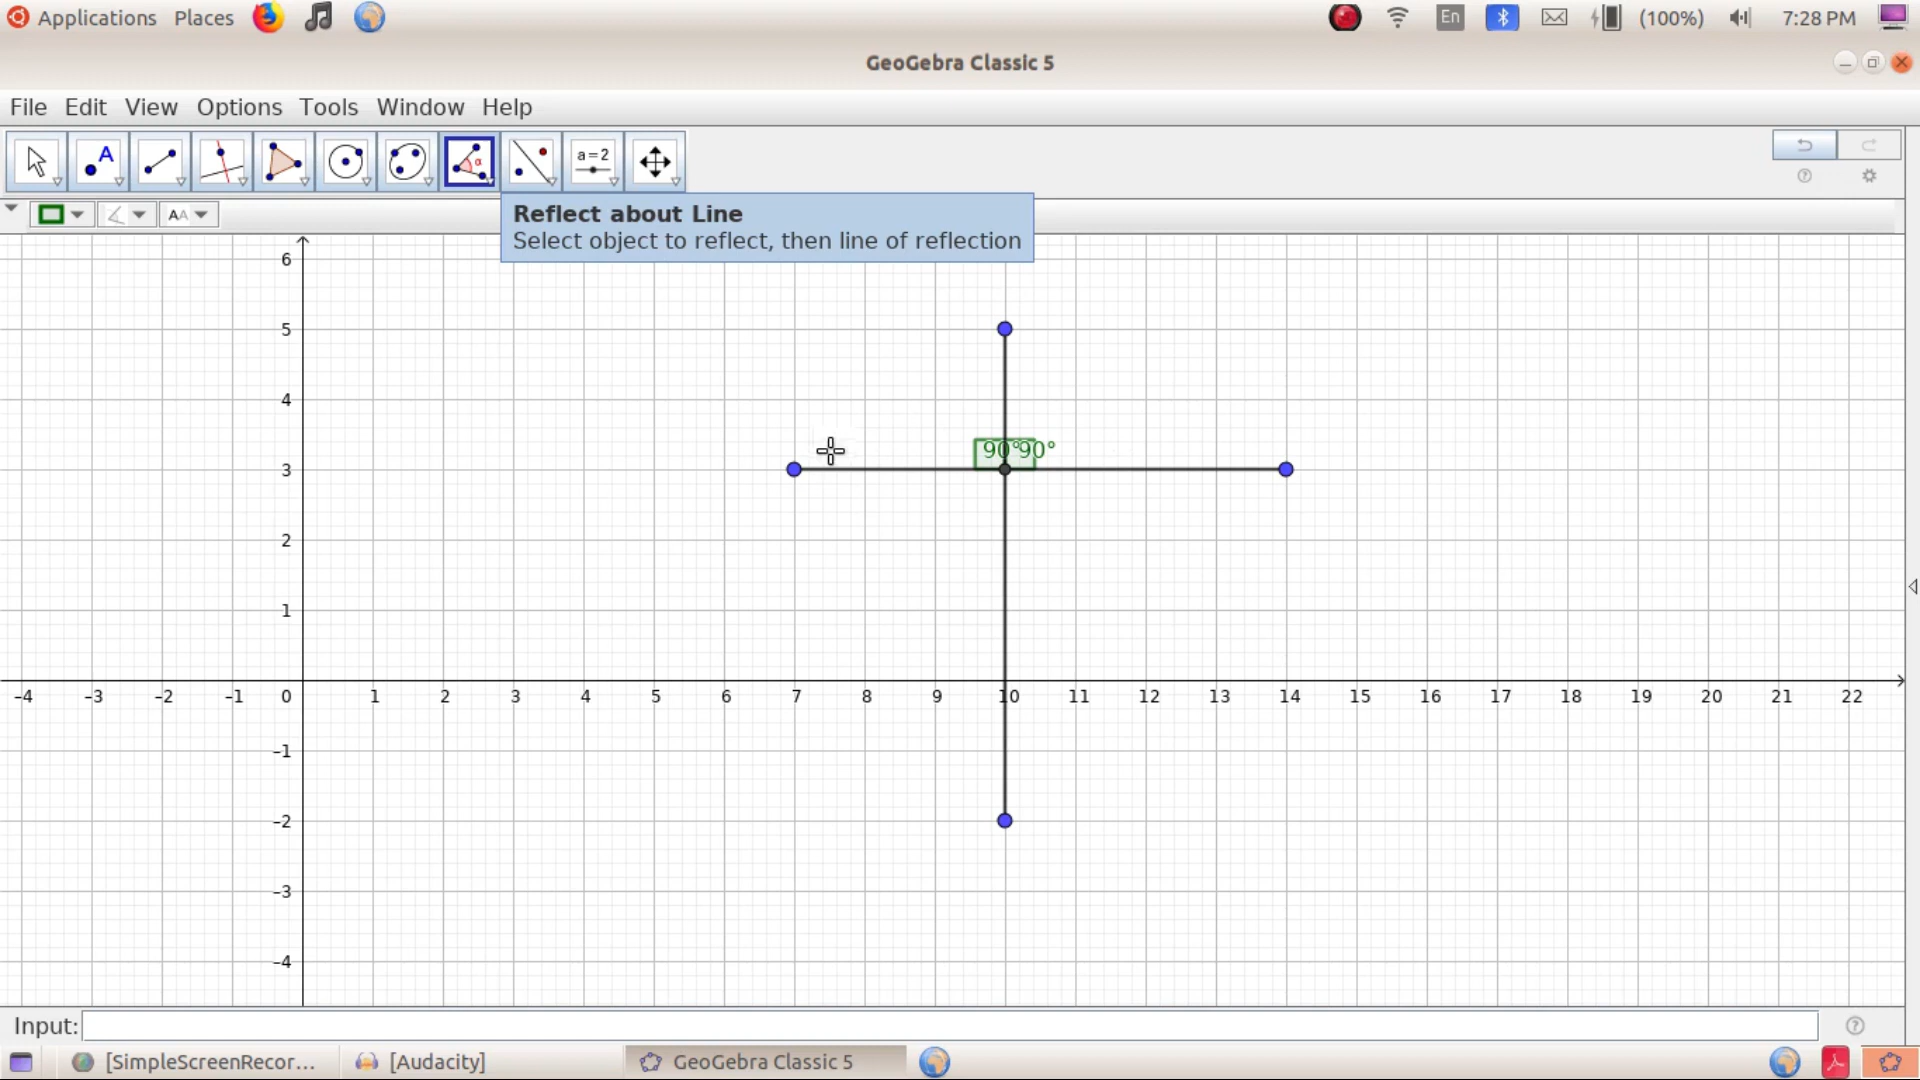 Applications Places En (100%) 7:28 PM
GeoGebra Classic 5
File Edit View Options Tools Window Help
A α a=2
AA
Reflect about Line
Select object to reflect, then line of reflection
6
5
4
90° 90°
3
2
1
–4 –3 –2 –1 0 1 2 3 4 5 6 7 8 9 10 11 12 13 14 15 16 17 18 19 20 21 22
–1
–2
–3
–4
Input:
[SimpleScreenRecor... [Audacity] GeoGebra Classic 5